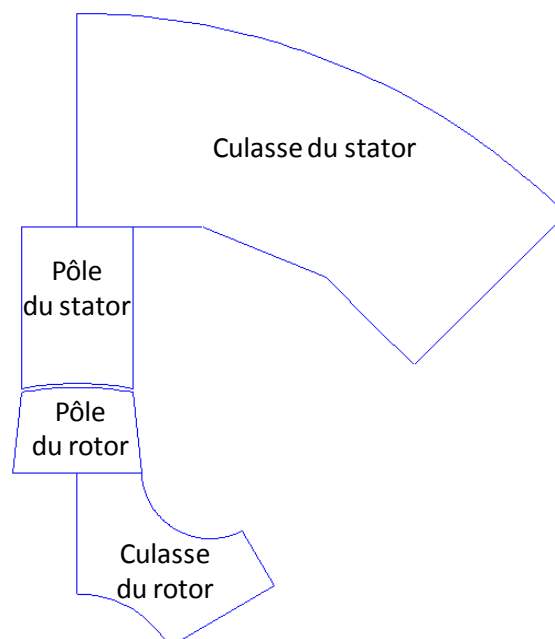 Culasse du stator
Pôle
du stator
Pôle
du rotor
Culasse
du rotor